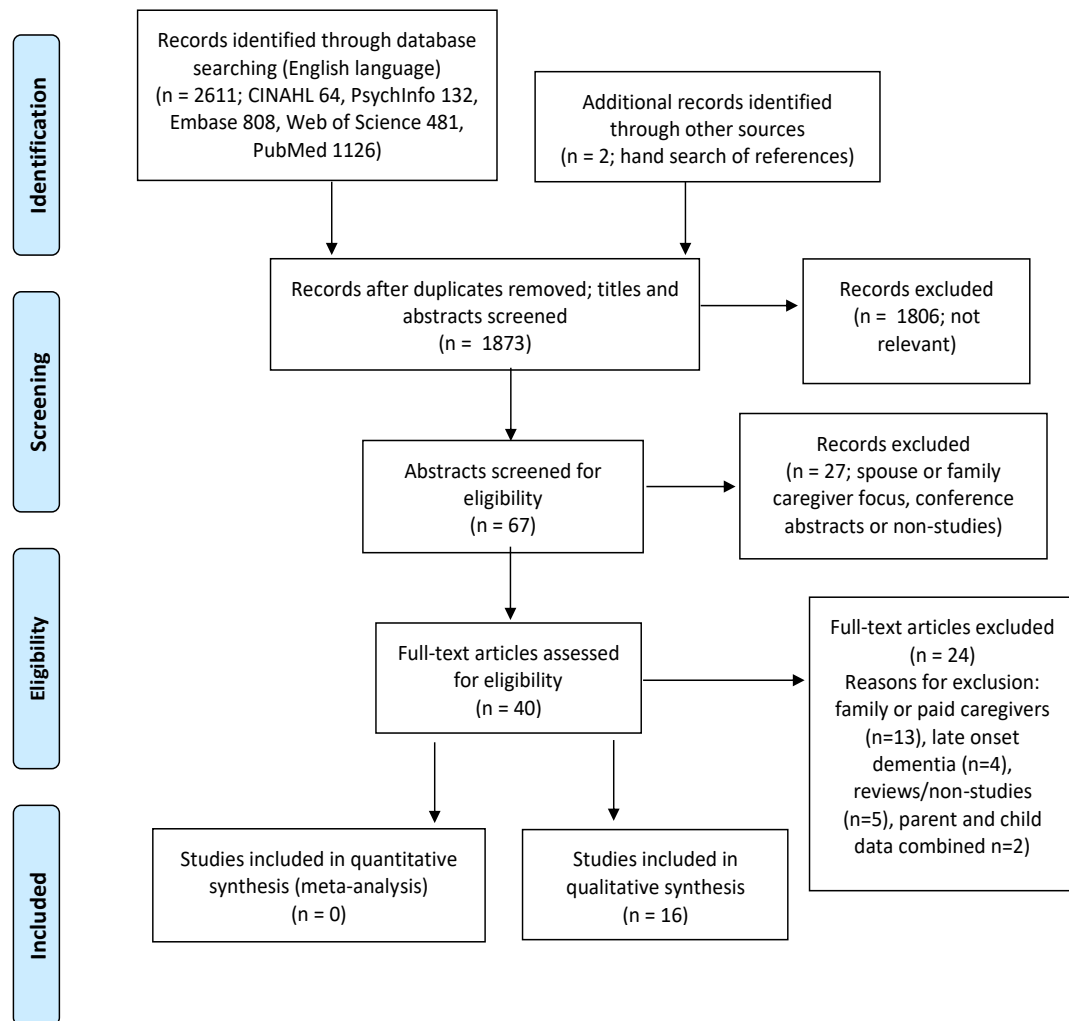 Identification
Records identified through database
searching (English language)
(n = 2611; CINAHL 64, PsychInfo 132,
Embase 808, Web of Science 481,
PubMed 1126)
Additional records identified
through other sources
(n = 2; hand search of references)
Screening
Records after duplicates removed; titles and
abstracts screened
(n = 1873)
Records excluded
(n = 1806; not
relevant)
Abstracts screened for
eligibility
(n = 67)
Records excluded
(n = 27; spouse or family
caregiver focus, conference
abstracts or non-studies)
Eligibility
Full-text articles assessed
for eligibility
(n = 40)
Full-text articles excluded
(n = 24)
Reasons for exclusion:
family or paid caregivers
(n=13), late onset
dementia (n=4),
reviews/non-studies
(n=5), parent and child
data combined n=2)
Included
Studies included in quantitative
synthesis (meta-analysis)
(n = 0)
Studies included in
qualitative synthesis
(n = 16)